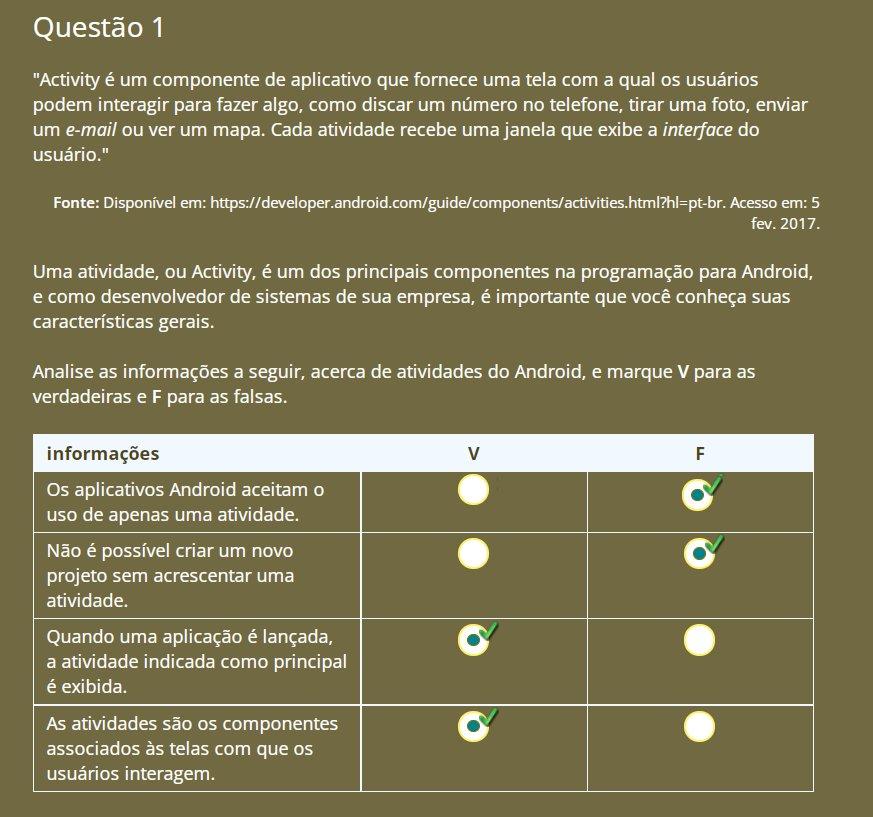 Questão 1
"Activity é um componente de aplicativo que fornece uma tela com a qual os usuários
podem interagir para fazer algo, como discar um número no telefone, tirar uma foto, enviar
um e-mail ou ver um mapa. Cada atividade recebe uma janela que exibe a interface do
usuário."
Fonte: Disponível em: https://developer.android.com/guide/components/activities.html?hl=pt-br. Acesso em: 5
fev. 2017.
Uma atividade, ou Activity, é um dos principais componentes na programação para Android,
e como desenvolvedor de sistemas de sua empresa, é importante que você conheça suas
características gerais.
Analise as informações a seguir, acerca de atividades do Android, e marque V para as
verdadeiras e F para as falsas.
informações V F
Os aplicativos Android aceitam o
uso de apenas uma atividade.
Não é possível criar um novo
projeto sem acrescentar uma
atividade.
Quando uma aplicação é lançada,
a atividade indicada como principal
é exibida.
As atividades são os componentes
associados às telas com que os
usuários interagem.